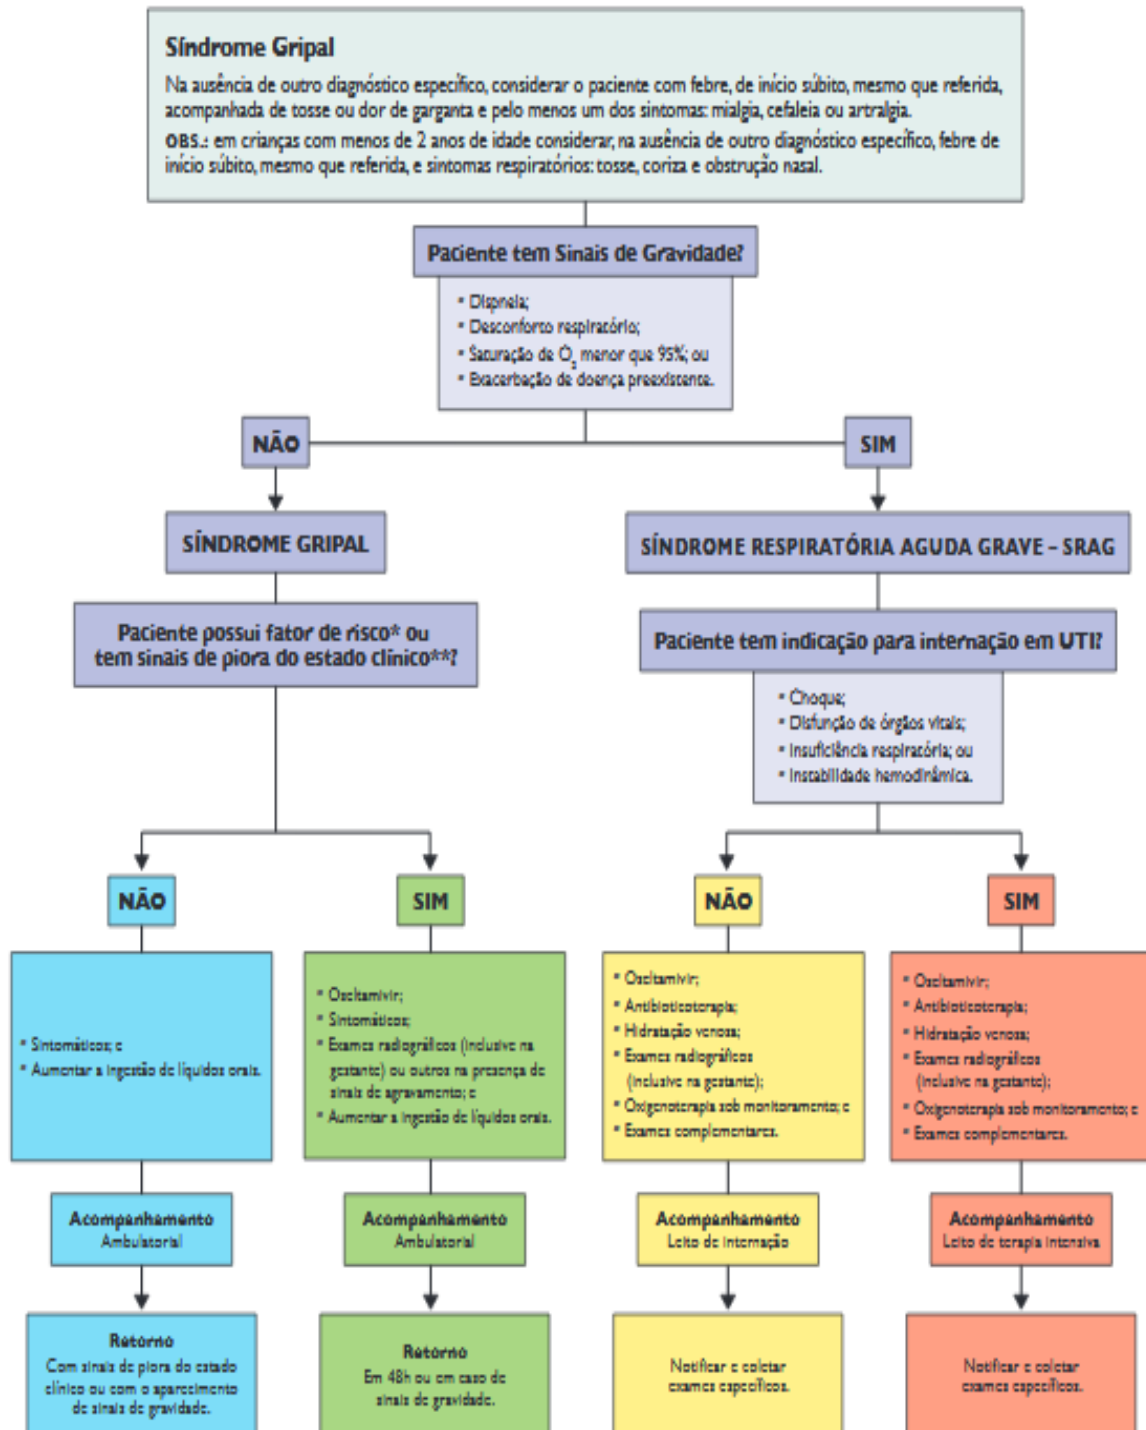 Síndrome Gripal
Na ausência de outro diagnóstico específico, considerar o paciente com febre, de início súbito, mesmo que referida,
acompanhada de tosse ou dor de garganta e pelo menos um dos sintomas: mialgia, cefaleia ou artralgia.
OBS.: em crianças com menos de 2 anos de idade considerar, na ausência de outro diagnóstico específico, febre de
início súbito, mesmo que referida, e sintomas respiratórios: tosse, coriza e obstrução nasal.
Paciente tem Sinais de Gravidade?
• Dispneia;
• Desconforto respiratório;
• Saturação de O2 menor que 95%; ou
• Exacerbação de doença preexistente.
NÃO
SIM
SÍNDROME GRIPAL
SÍNDROME RESPIRATÓRIA AGUDA GRAVE – SRAG
Paciente possui fator de risco* ou
tem sinais de piora do estado clínico**?
Paciente tem indicação para internação em UTI?
• Choque;
• Disfunção de órgãos vitais;
• Insuficiência respiratória; ou
• Instabilidade hemodinâmica.
NÃO
SIM
NÃO
SIM
• Sintomáticos; e
• Aumentar a ingestão de líquidos orais.
• Oseltamivir;
• Sintomáticos;
• Exames radiográficos (inclusive na
gestante) ou outros na presença de
sinais de agravamento; e
• Aumentar a ingestão de líquidos orais.
• Oseltamivir;
• Antibioticoterapia;
• Hidratação venosa;
• Exames radiográficos
(inclusive na gestante);
• Oxigenoterapia sob monitoramento; e
• Exames complementares.
• Oseltamivir;
• Antibioticoterapia;
• Hidratação venosa;
• Exames radiográficos
(inclusive na gestante);
• Oxigenoterapia sob monitoramento; e
• Exames complementares.
Acompanhamento
Ambulatorial
Acompanhamento
Ambulatorial
Acompanhamento
Leito de internação
Acompanhamento
Leito de terapia intensiva
Retorno
Com sinais de piora do estado
clínico ou com o aparecimento
de sinais de gravidade.
Retorno
Em 48h ou em caso de
sinais de gravidade.
Notificar e coletar
exames específicos.
Notificar e coletar
exames específicos.